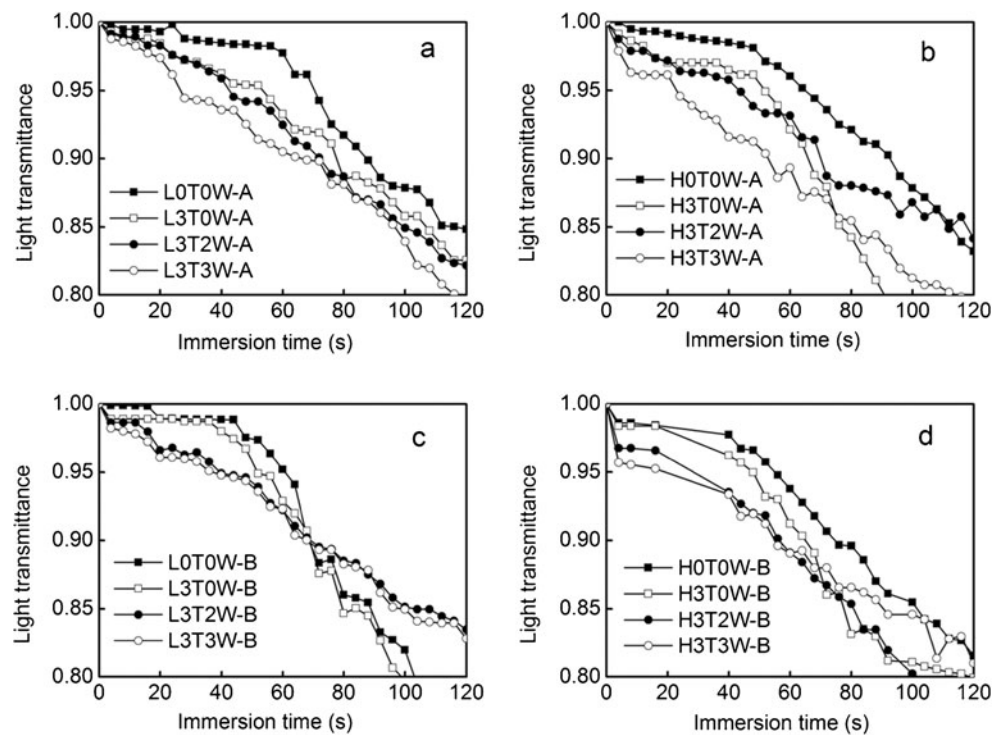 a
1.00
0.95
0.90
0.85
0.80
Light transmittance
L0T0W-A
L3T0W-A
L3T2W-A
L3T3W-A
0 20 40 60 80 100 120
Immersion time (s)
b
1.00
0.95
0.90
0.85
0.80
Light transmittance
H0T0W-A
H3T0W-A
H3T2W-A
H3T3W-A
0 20 40 60 80 100 120
Immersion time (s)
c
1.00
0.95
0.90
0.85
0.80
Light transmittance
L0T0W-B
L3T0W-B
L3T2W-B
L3T3W-B
0 20 40 60 80 100 120
Immersion time (s)
d
1.00
0.95
0.90
0.85
0.80
Light transmittance
H0T0W-B
H3T0W-B
H3T2W-B
H3T3W-B
0 20 40 60 80 100 120
Immersion time (s)